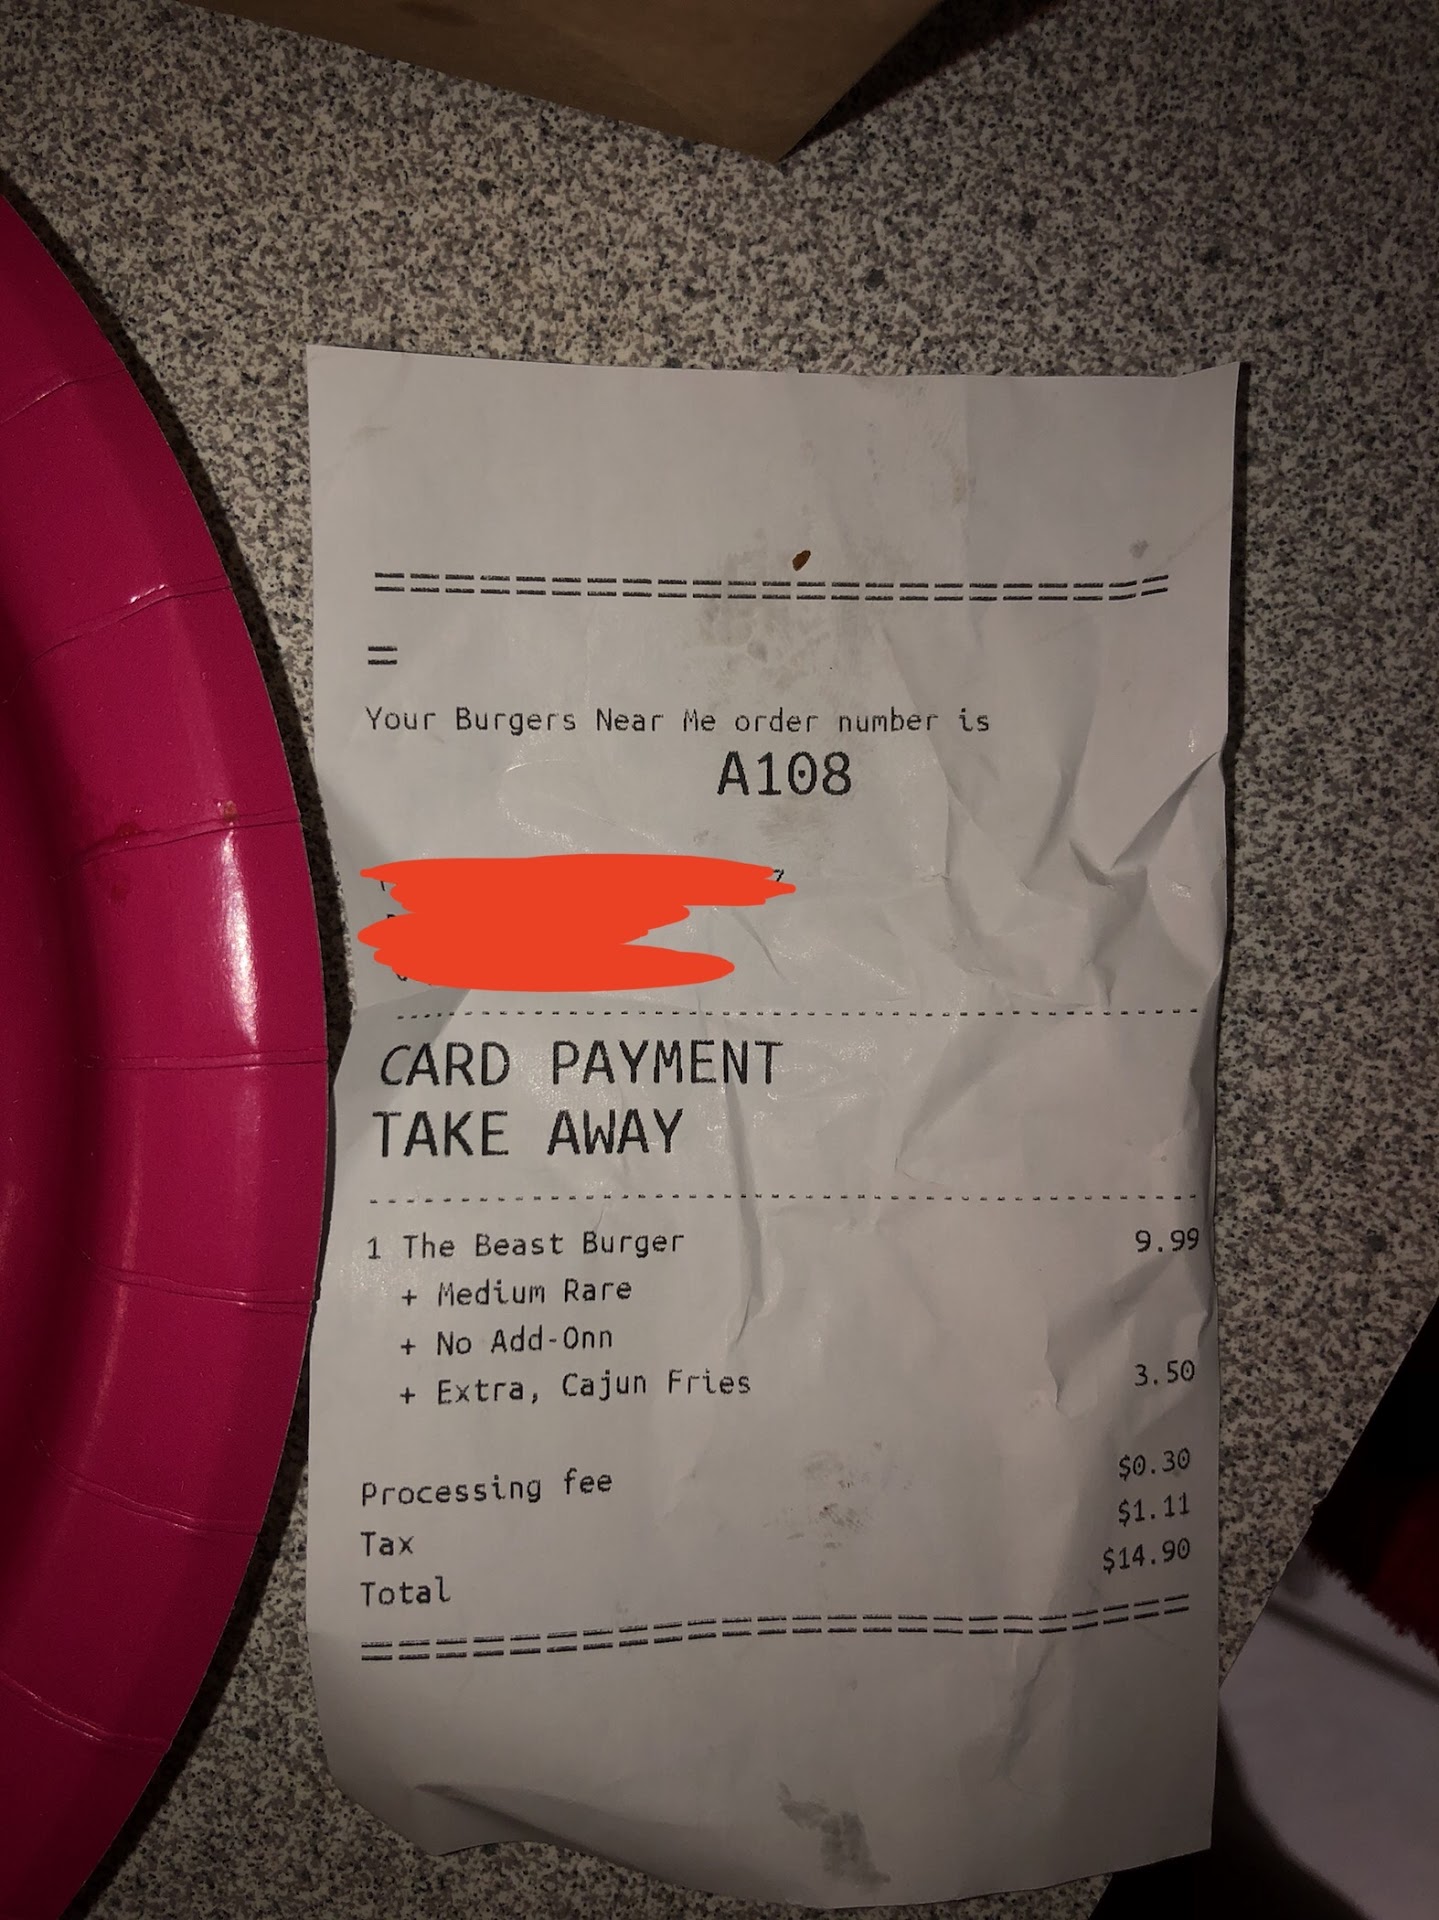 ==========================
=
Your Burgers Near Me order number is
A108
CARD PAYMENT
TAKE AWAY
1 The Beast Burger 9.99
+ Medium Rare
+ No Add-Onn
+ Extra, Cajun Fries 3.50
Processing fee $0.30
Tax $1.11
Total $14.90
==========================